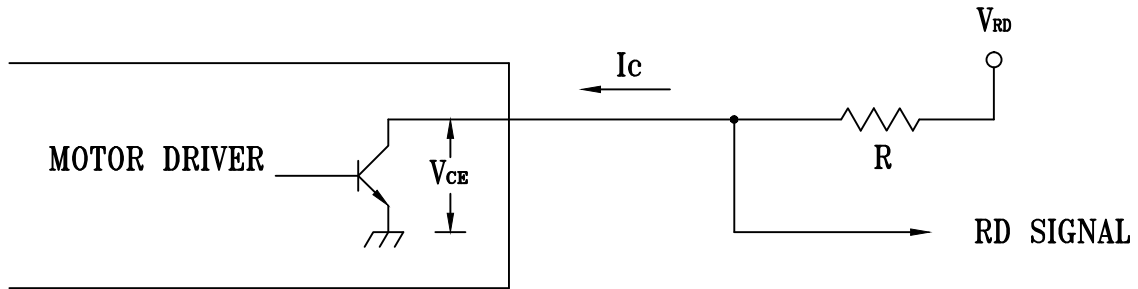 VRD
Ic
MOTOR DRIVER
VCE
R
RD SIGNAL